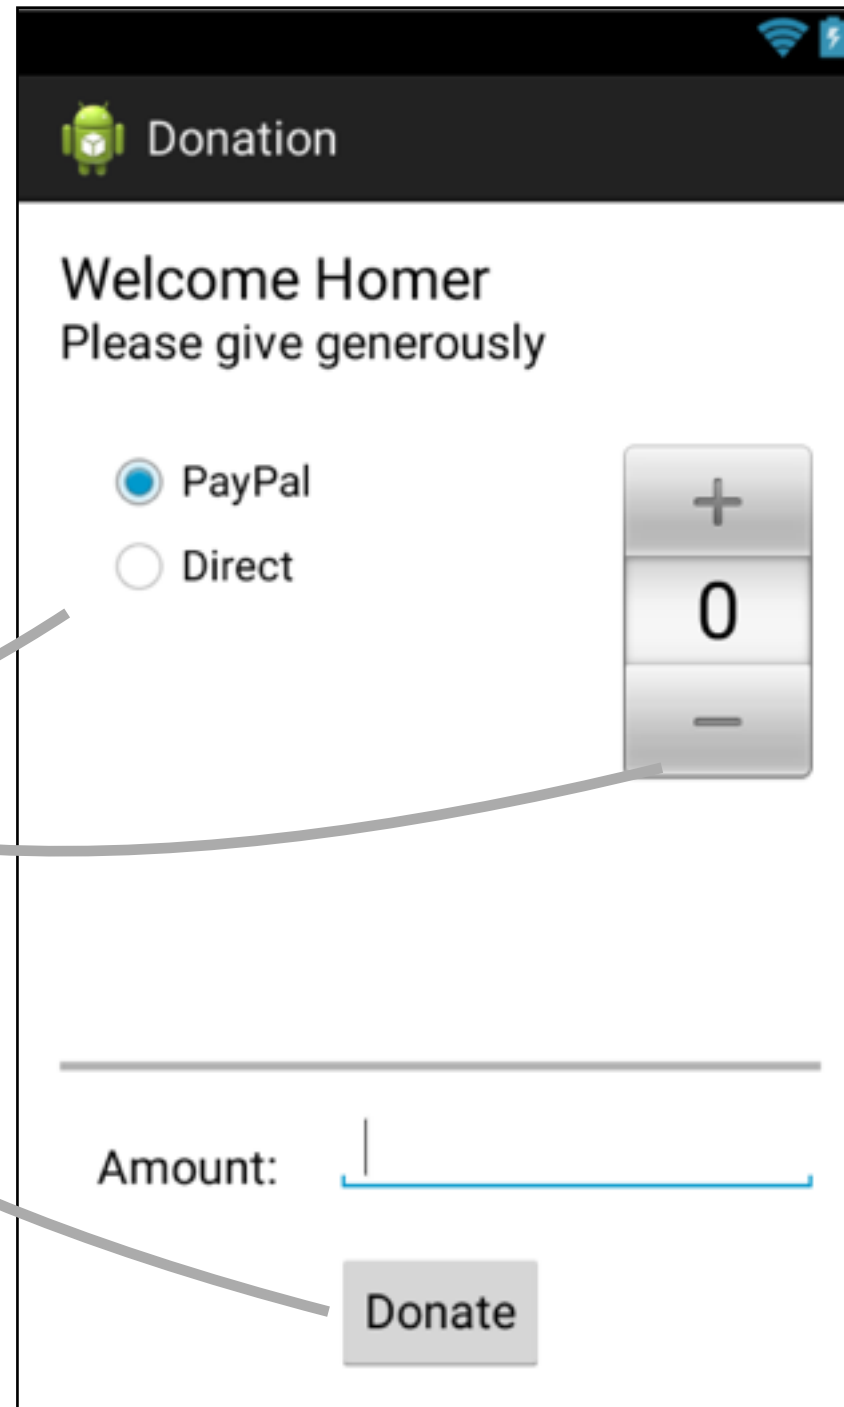 Donation
Welcome Homer
Please give generously
PayPal
Direct
+
0
−
Amount:
Donate